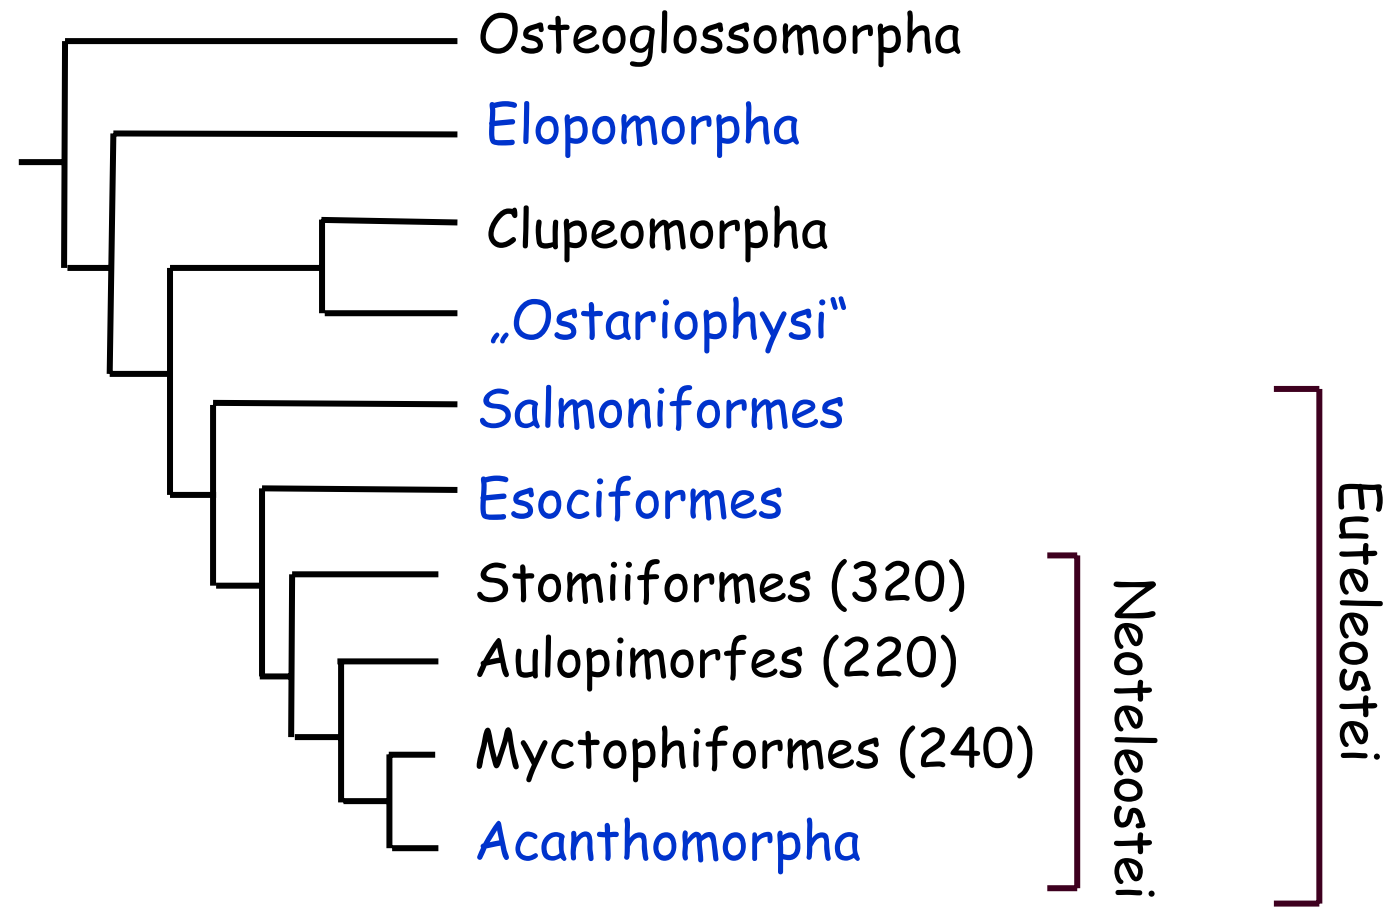 Osteoglossomorpha
Elopomorpha
Clupeomorpha
„Ostariophysi“
Salmoniformes
Esociformes
Stomiiformes (320)
Aulopimorfes (220)
Myctophiformes (240)
Acanthomorpha
Neoteleostei
Euteleostei